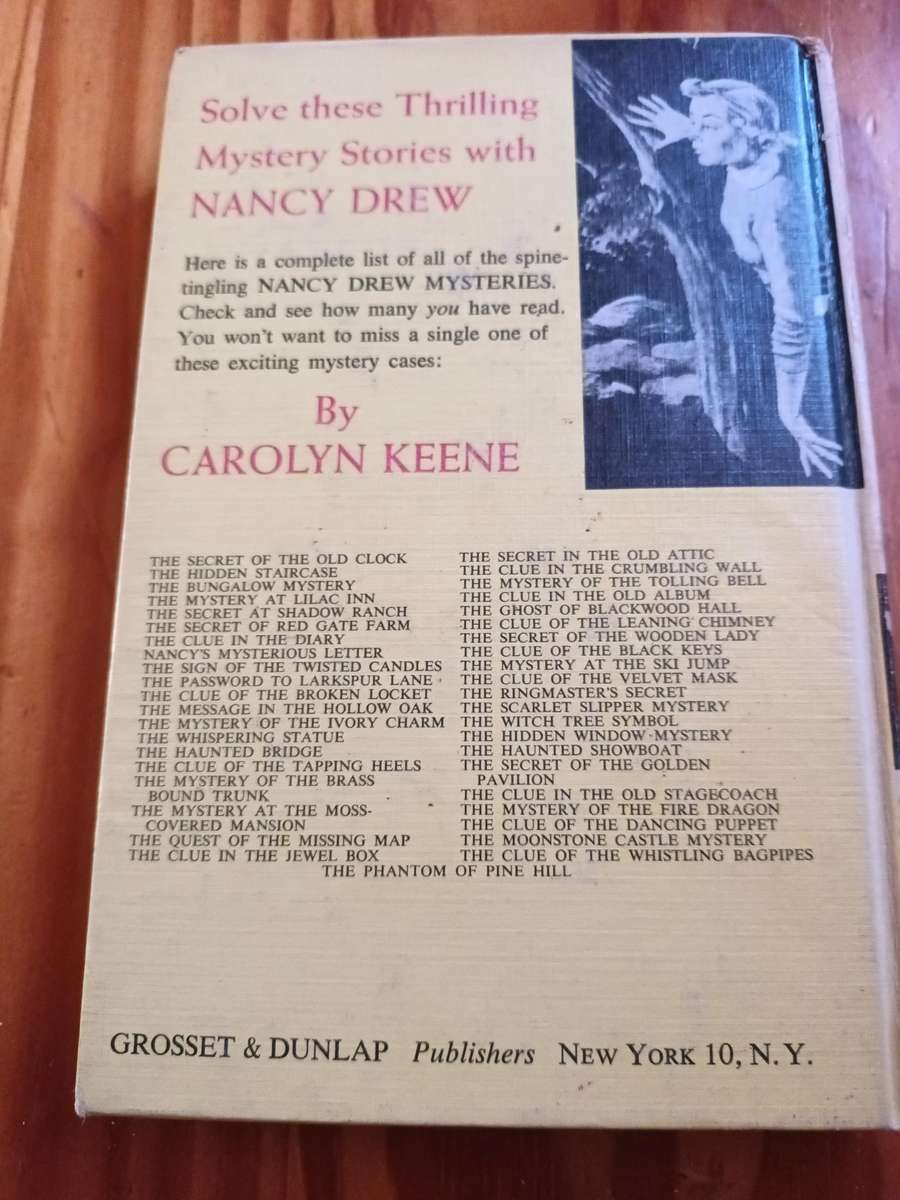 Solve these Thrilling
Mystery Stories with
NANCY DREW
Here is a complete list of all of the spine-
tingling NANCY DREW MYSTERIES.
Check and see how many you have read.
You won't want to miss a single one of
these exciting mystery cases:
By
CAROLYN KEENE
THE SECRET OF THE OLD CLOCK
THE HIDDEN STAIRCASE
THE BUNGALOW MYSTERY
THE MYSTERY AT LILAC INN
THE SECRET AT SHADOW RANCH
THE SECRET OF RED GATE FARM
THE CLUE IN THE DIARY
NANCY'S MYSTERIOUS LETTER
THE SIGN OF THE TWISTED CANDLES
THE PASSWORD TO LARKSPUR LANE
THE CLUE OF THE BROKEN LOCKET
THE MESSAGE IN THE HOLLOW OAK
THE MYSTERY OF THE IVORY CHARM
THE WHISPERING STATUE
THE HAUNTED BRIDGE
THE CLUE OF THE TAPPING HEELS
THE MYSTERY OF THE BRASS
BOUND TRUNK
THE MYSTERY AT THE MOSS-
COVERED MANSION
THE QUEST OF THE MISSING MAP
THE CLUE IN THE JEWEL BOX
THE SECRET IN THE OLD ATTIC
THE CLUE IN THE CRUMBLING WALL
THE MYSTERY OF THE TOLLING BELL
THE CLUE IN THE OLD ALBUM
THE GHOST OF BLACKWOOD HALL
THE CLUE OF THE LEANING CHIMNEY
THE SECRET OF THE WOODEN LADY
THE CLUE OF THE BLACK KEYS
THE MYSTERY AT THE SKI JUMP
THE CLUE OF THE VELVET MASK
THE RINGMASTER'S SECRET
THE SCARLET SLIPPER MYSTERY
THE WITCH TREE SYMBOL
THE HIDDEN WINDOW MYSTERY
THE HAUNTED SHOWBOAT
THE SECRET OF THE GOLDEN
PAVILION
THE CLUE IN THE OLD STAGECOACH
THE MYSTERY OF THE FIRE DRAGON
THE CLUE OF THE DANCING PUPPET
THE MOONSTONE CASTLE MYSTERY
THE CLUE OF THE WHISTLING BAGPIPES
THE PHANTOM OF PINE HILL
GROSSET & DUNLAP Publishers NEW YORK 10, N.Y.